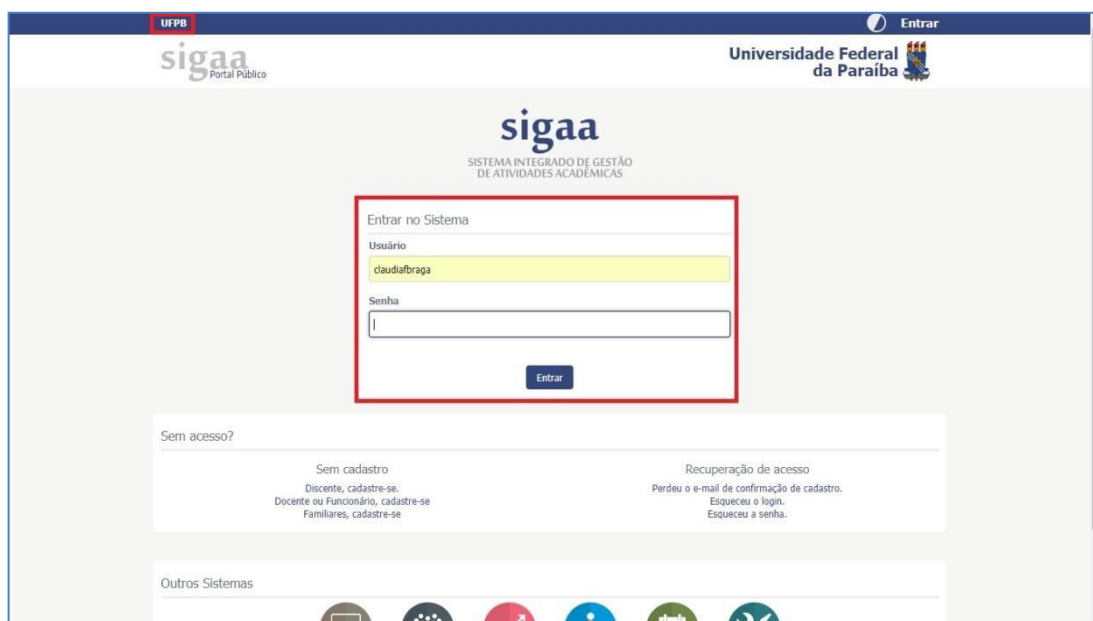 UFPB
Entrar
sigaa
Portal Público
Universidade Federal
da Paraíba
sigaa
SISTEMA INTEGRADO DE GESTÃO
DE ATIVIDADES ACADÊMICAS
Entrar no Sistema
Usuário
claudiafbraga
Senha
Entrar
Sem acesso?
Sem cadastro
Discente, cadastre-se.
Docente ou Funcionário, cadastre-se
Familiares, cadastre-se
Recuperação de acesso
Perdeu o e-mail de confirmação de cadastro.
Esqueceu o login.
Esqueceu a senha.
Outros Sistemas